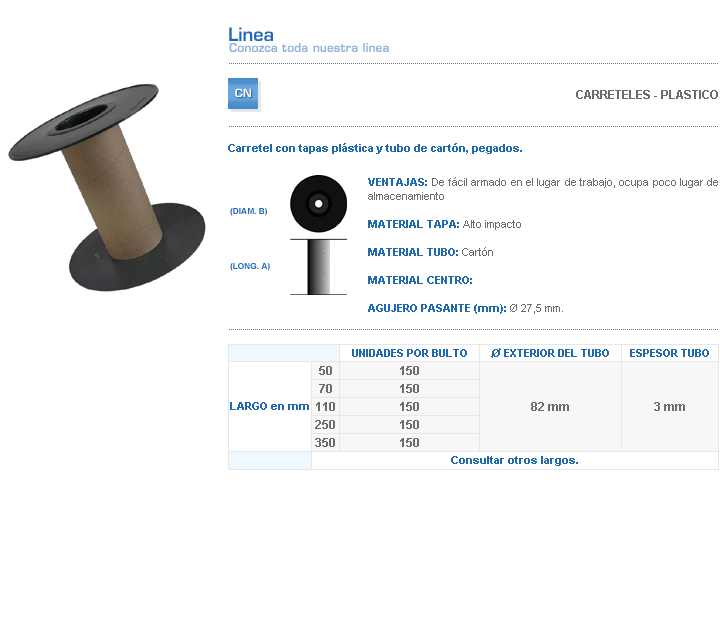 Linea
Conozca toda nuestra linea
CN
CARRETELES - PLASTICO
Carretel con tapas plástica y tubo de cartón, pegados.
(DIAM. B)
(LONG. A)
VENTAJAS: De fácil armado en el lugar de trabajo, ocupa poco lugar de
almacenamiento
MATERIAL TAPA: Alto impacto
MATERIAL TUBO: Cartón
MATERIAL CENTRO:
AGUJERO PASANTE (mm): Ø 27,5 mm.
UNIDADES POR BULTO Ø EXTERIOR DEL TUBO ESPESOR TUBO
50 150
70 150
LARGO en mm 110 150 82 mm 3 mm
250 150
350 150
Consultar otros largos.